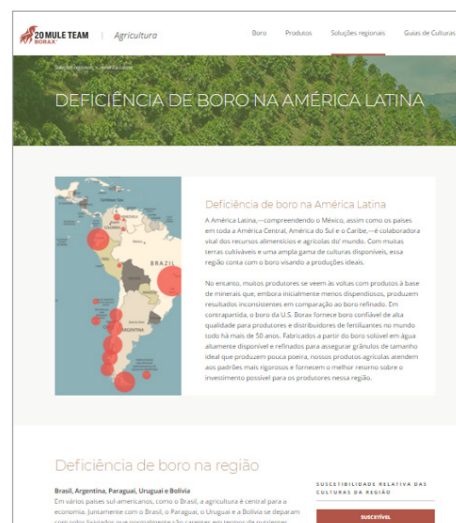 20 MULE TEAM
BORAX
Agricultura
Boro
Produtos
Soluções regionais
Guias de Culturas
DEFICIÊNCIA DE BORO NA AMÉRICA LATINA
Deficiência de boro na América Latina
A América Latina,—compreendendo o México, assim como os países
em toda a América Central, América do Sul e o Caribe,—é colaboradora
vital dos recursos alimentícios e agrícolas do' mundo. Com muitas
terras cultiváveis e uma ampla gama de culturas disponíveis, essa
região conta com o boro visando a produções ideais.
No entanto, muitos produtores se veem às voltas com produtos à base
de minerais que, embora inicialmente menos dispendiosos, produzem
resultados inconsistentes em comparação ao boro refinado. Em
contrapartida, o boro da U.S. Borax fornece boro confiável de alta
qualidade para produtores e distribuidores de fertilizantes no mundo
todo há mais de 50 anos. Fabricados a partir do boro solúvel em água
altamente disponível e refinados para assegurar grânulos de tamanho
ideal que produzem pouca poeira, nossos produtos agrícolas atendem
aos padrões mais rigorosos e fornecem o melhor retorno sobre o
investimento possível para os produtores nessa região.
ARGENTINA
Deficiência de boro na região
Brasil, Argentina, Paraguai, Uruguai e Bolívia
Em vários países sul-americanos, como o Brasil, a agricultura é central para a
economia. Juntamente com o Brasil, o Paraguai, o Uruguai e a Bolívia se deparam
SUSCETIBILIDADE RELATIVA DAS
CULTURAS DA REGIÃO
SUSCETÍVEL